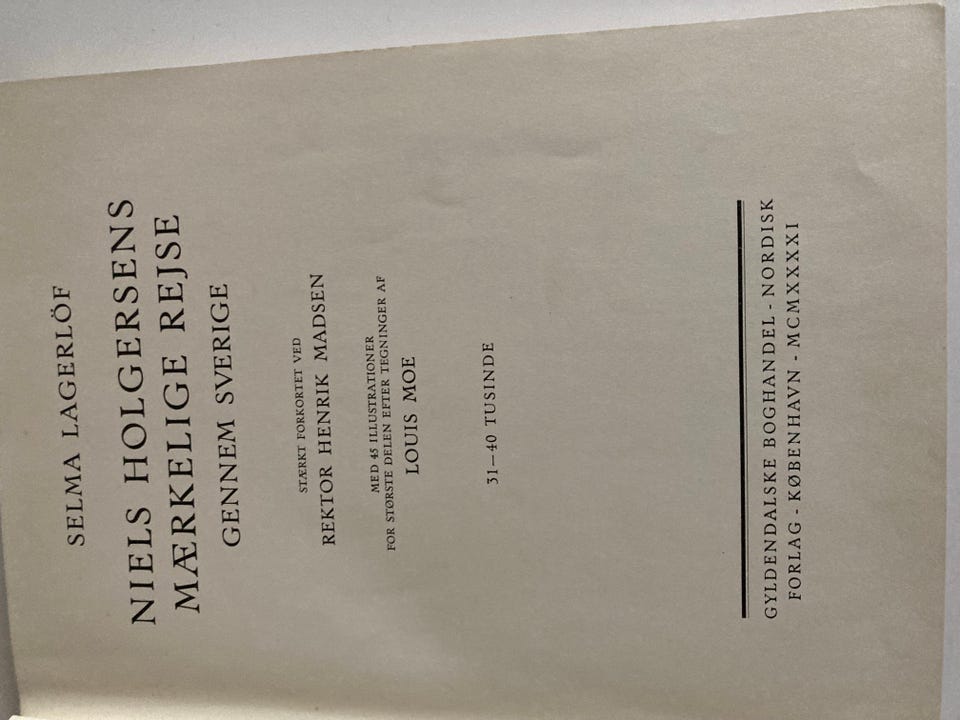 SELMA LAGERLÖF
NIELS HOLGERSENS
MÆRKELIGE REJSE
GENNEM SVERIGE
STÆRKT FORKORTET VED
REKTOR HENRIK MADSEN
MED 45 ILLUSTRATIONER
FOR STØRSTE DELEN EFTER TEGNINGER AF
LOUIS MOE
31—40 TUSINDE
GYLDENDALSKE BOGHANDEL - NORDISK
FORLAG - KØBENHAVN - MCMXXXXI